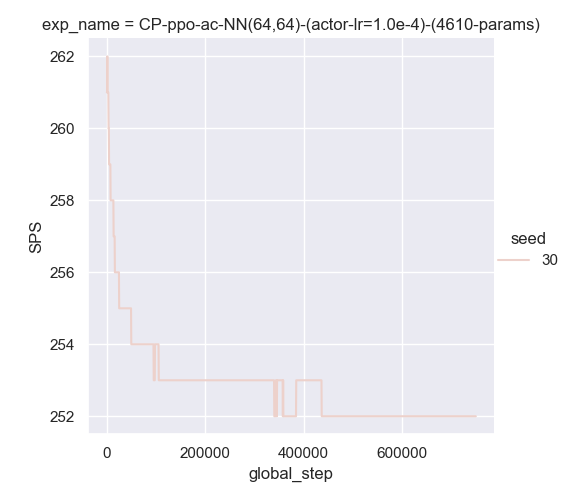 exp_name = CP-ppo-ac-NN(64,64)-(actor-lr=1.0e-4)-(4610-params)
262
260
258
256
254
252
SPS
0 200000 400000 600000
global_step
seed
30